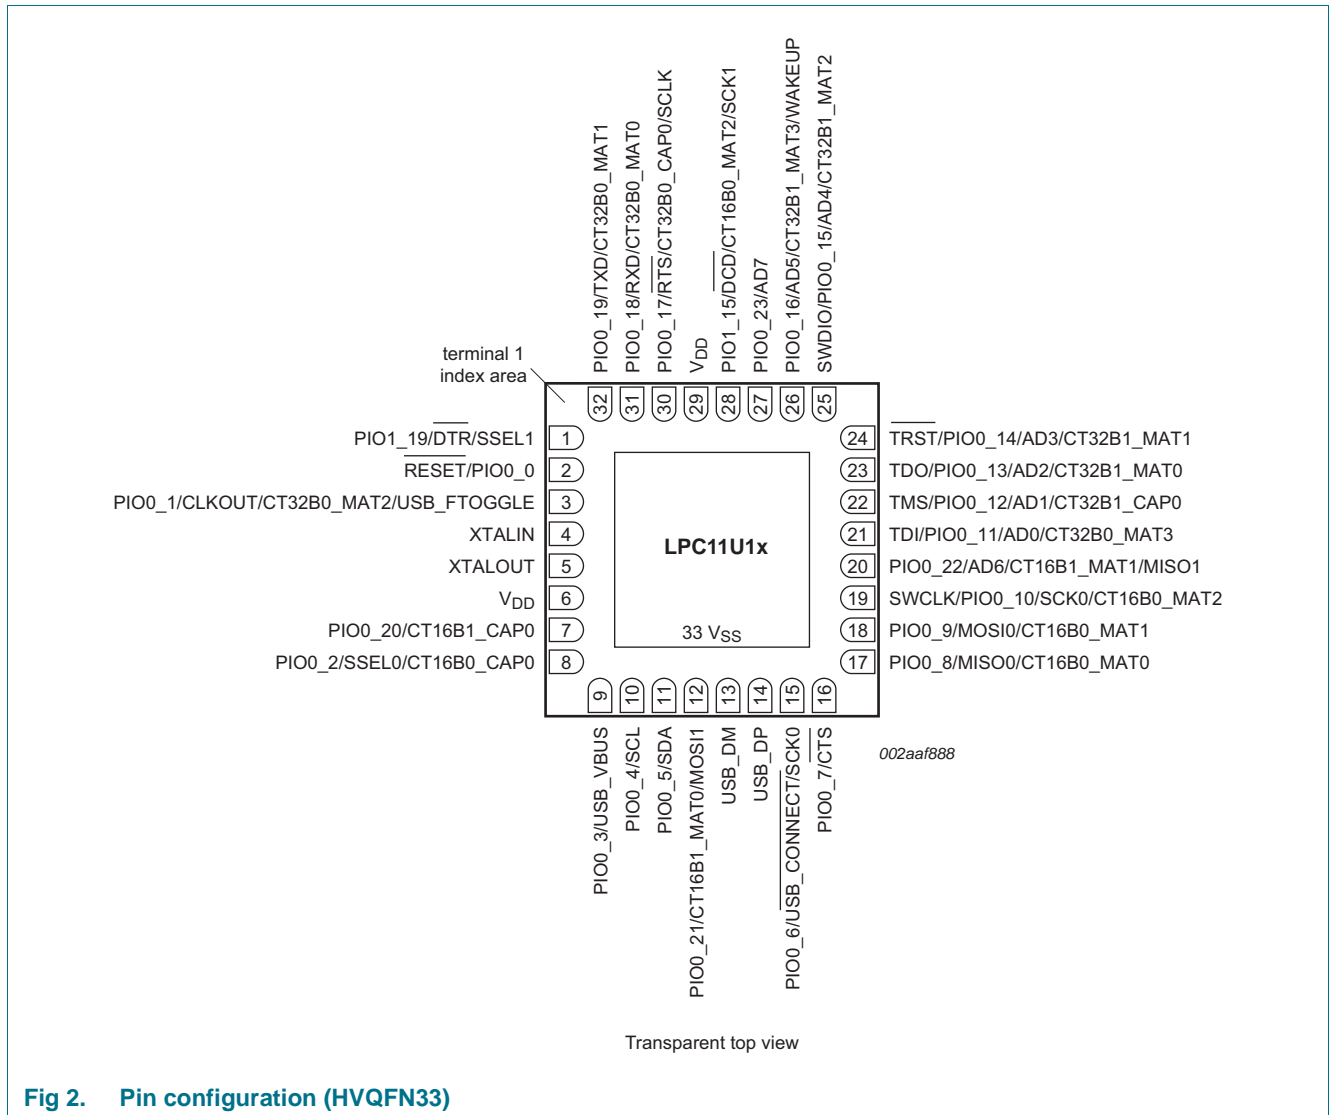 PIO0_19/TXD/CT32B0_MAT1
PIO0_18/RXD/CT32B0_MAT0
PIO0_17/RTS/CT32B0_CAP0/SCLK
VDD
PIO1_15/DCD/CT16B0_MAT2/SCK1
PIO0_23/AD7
PIO0_16/AD5/CT32B1_MAT3/WAKEUP
SWDIO/PIO0_15/AD4/CT32B1_MAT2
terminal 1
index area
32 31 30 29 28 27 26 25
PIO1_19/DTR/SSEL1 1
RESET/PIO0_0 2
PIO0_1/CLKOUT/CT32B0_MAT2/USB_FTOGGLE 3
XTALIN 4
XTALOUT 5
VDD 6
PIO0_20/CT16B1_CAP0 7
PIO0_2/SSEL0/CT16B0_CAP0 8
LPC11U1x
33 VSS
24 TRST/PIO0_14/AD3/CT32B1_MAT1
23 TDO/PIO0_13/AD2/CT32B1_MAT0
22 TMS/PIO0_12/AD1/CT32B1_CAP0
21 TDI/PIO0_11/AD0/CT32B0_MAT3
20 PIO0_22/AD6/CT16B1_MAT1/MISO1
19 SWCLK/PIO0_10/SCK0/CT16B0_MAT2
18 PIO0_9/MOSI0/CT16B0_MAT1
17 PIO0_8/MISO0/CT16B0_MAT0
9 10 11 12 13 14 15 16
PIO0_3/USB_VBUS
PIO0_4/SCL
PIO0_5/SDA
PIO0_21/CT16B1_MAT0/MOSI1
USB_DM
USB_DP
PIO0_6/USB_CONNECT/SCK0
PIO0_7/CTS
002aaf888
Transparent top view
Fig 2. Pin configuration (HVQFN33)